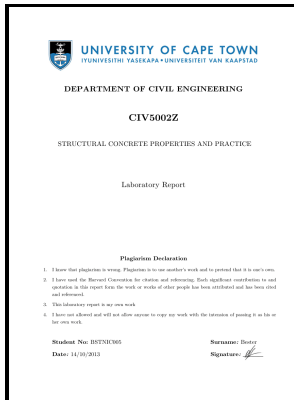 UNIVERSITY OF CAPE TOWN
IYUNIVESITHI YASEKAPA • UNIVERSITEIT VAN KAAPSTAD
DEPARTMENT OF CIVIL ENGINEERING
CIV5002Z
STRUCTURAL CONCRETE PROPERTIES AND PRACTICE
Laboratory Report
Plagiarism Declaration
1. I know that plagiarism is wrong. Plagiarism is to use another's work and to pretend that it is one's own.
2. I have used the Harvard Convention for citation and referencing. Each significant contribution to and
quotation in this report form the work or works of other people has been attributed and has been cited
and referenced.
3. This laboratory report is my own work
4. I have not allowed and will not allow anyone to copy my work with the intension of passing it as his or
her own work
Student No: BSTNIC005 Surname: Bester
Date: 14/10/2013 Signature: